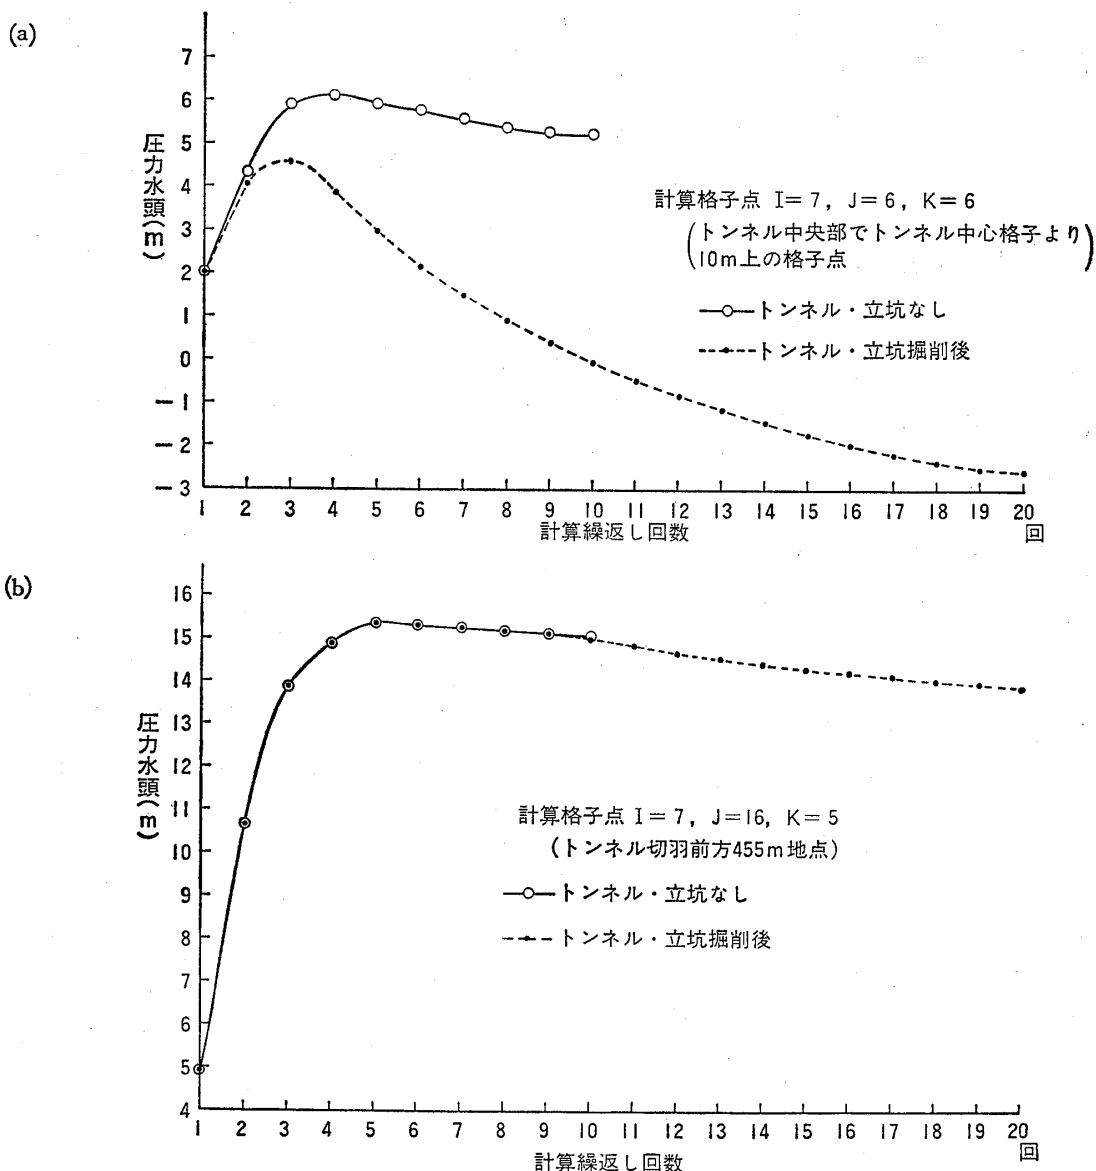 (a)
7
6
5
4
3
2
1
0
−1
−2
−3
圧力水頭(m)
計算格子点 I=7, J=6, K=6
(トンネル中央部でトンネル中心格子より
10m上の格子点)
トンネル・立坑なし
トンネル・立坑掘削後
1 2 3 4 5 6 7 8 9 10 11 12 13 14 15 16 17 18 19 20
計算繰返し回数
回
(b)
16
15
14
13
12
11
10
9
8
7
6
5
4
圧力水頭(m)
計算格子点 I=7, J=16, K=5
(トンネル切羽前方455m地点)
トンネル・立坑なし
トンネル・立坑掘削後
1 2 3 4 5 6 7 8 9 10 11 12 13 14 15 16 17 18 19 20
回
計算繰返し回数